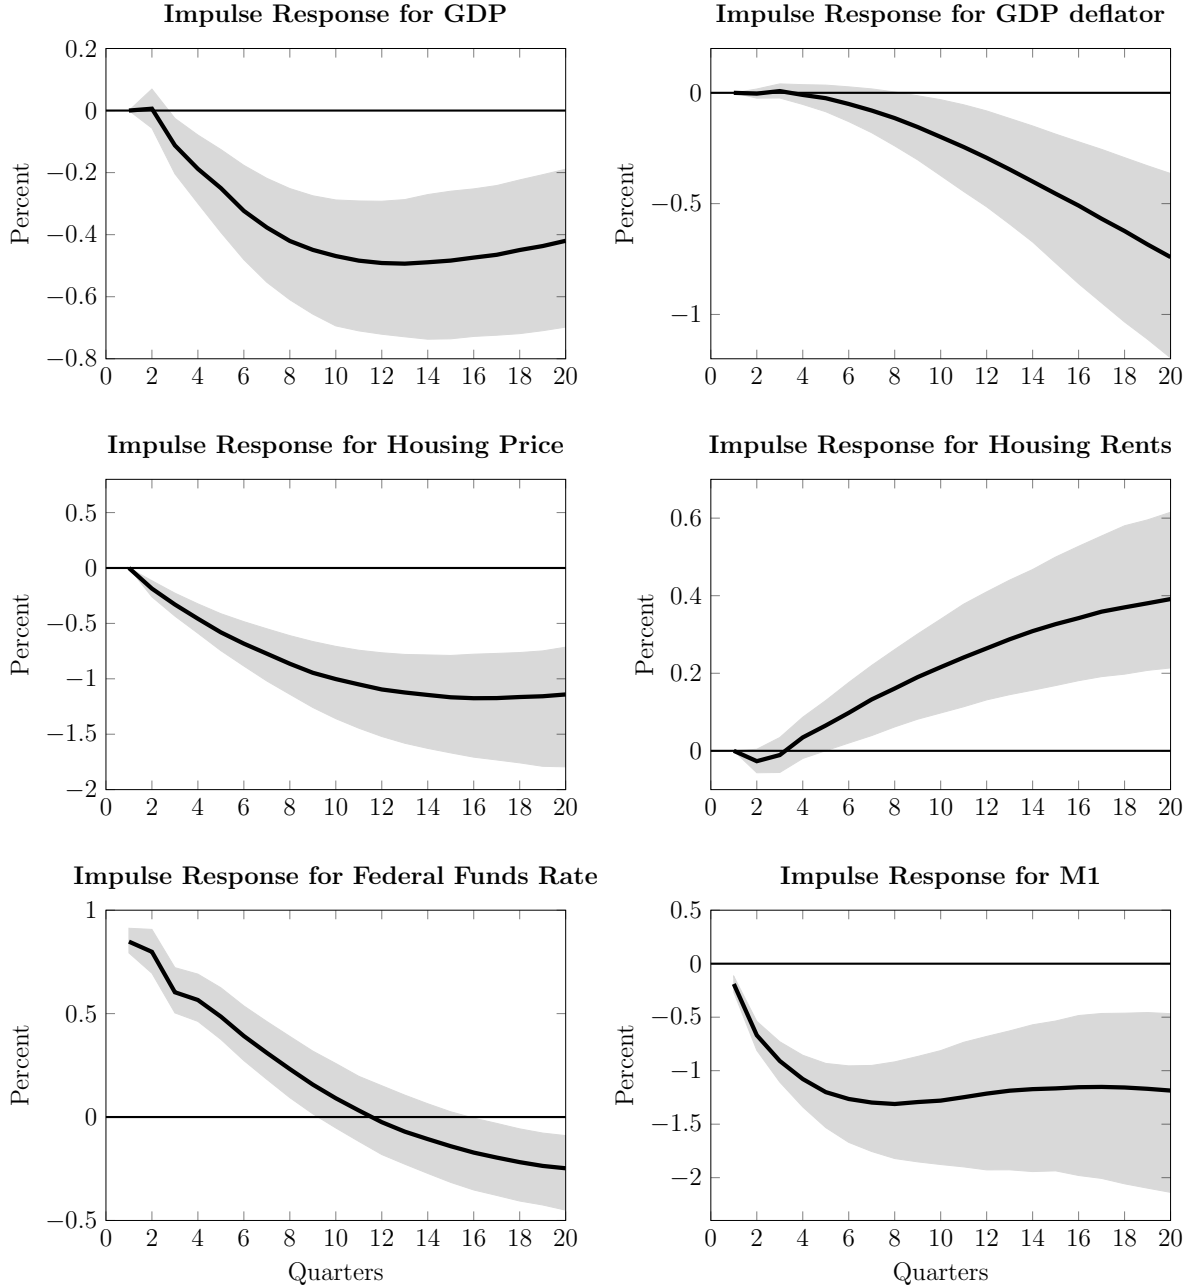 Impulse Response for GDP
0.2
0
−0.2
−0.4
−0.6
−0.8
Percent
0 2 4 6 8 10 12 14 16 18 20
Impulse Response for GDP deflator
0
−0.5
−1
Percent
0 2 4 6 8 10 12 14 16 18 20
Impulse Response for Housing Price
0.5
0
−0.5
−1
−1.5
−2
Percent
0 2 4 6 8 10 12 14 16 18 20
Impulse Response for Housing Rents
0.6
0.4
0.2
0
Percent
0 2 4 6 8 10 12 14 16 18 20
Impulse Response for Federal Funds Rate
1
0.5
0
−0.5
Percent
0 2 4 6 8 10 12 14 16 18 20
Quarters
Impulse Response for M1
0.5
0
−0.5
−1
−1.5
−2
Percent
0 2 4 6 8 10 12 14 16 18 20
Quarters